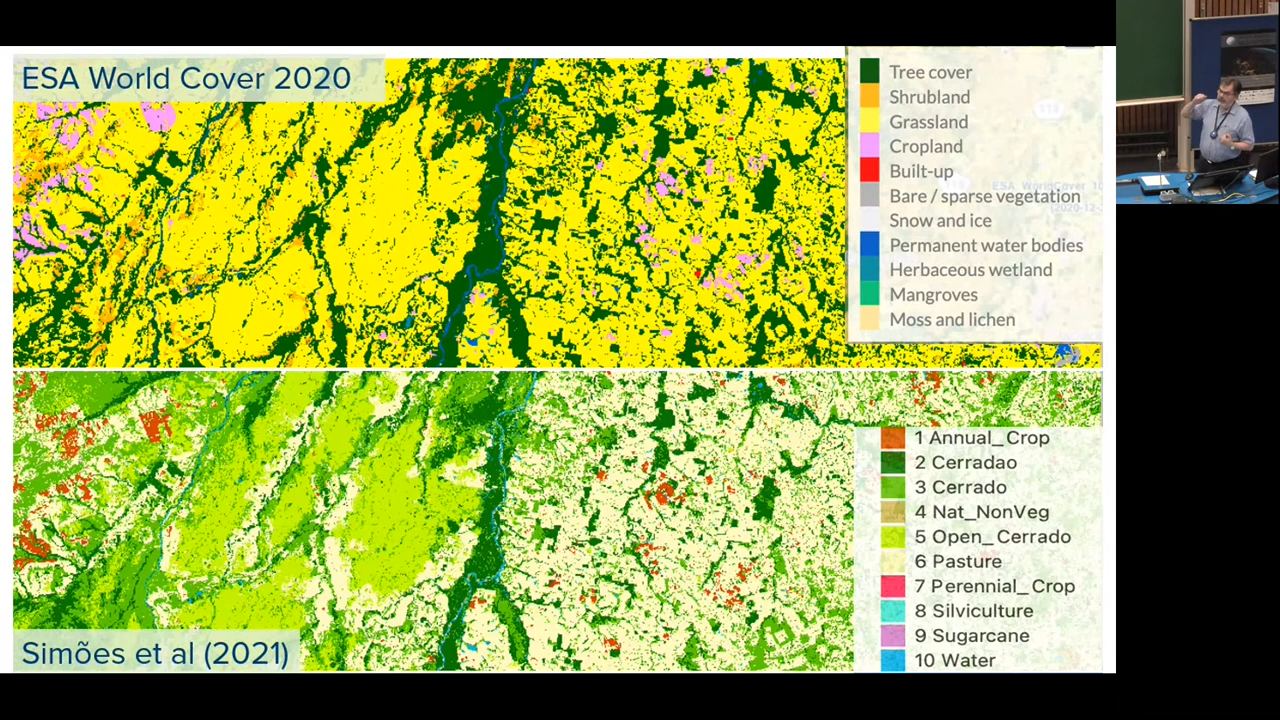 ESA World Cover 2020
Tree cover
Shrubland
Grassland
Cropland
Built-up
Bare / sparse vegetation
Snow and ice
Permanent water bodies
Herbaceous wetland
Mangroves
Moss and lichen
1 Annual_Crop
2 Cerradao
3 Cerrado
4 Nat_NonVeg
5 Open_Cerrado
6 Pasture
7 Perennial_Crop
8 Silviculture
9 Sugarcane
10 Water
Simões et al (2021)